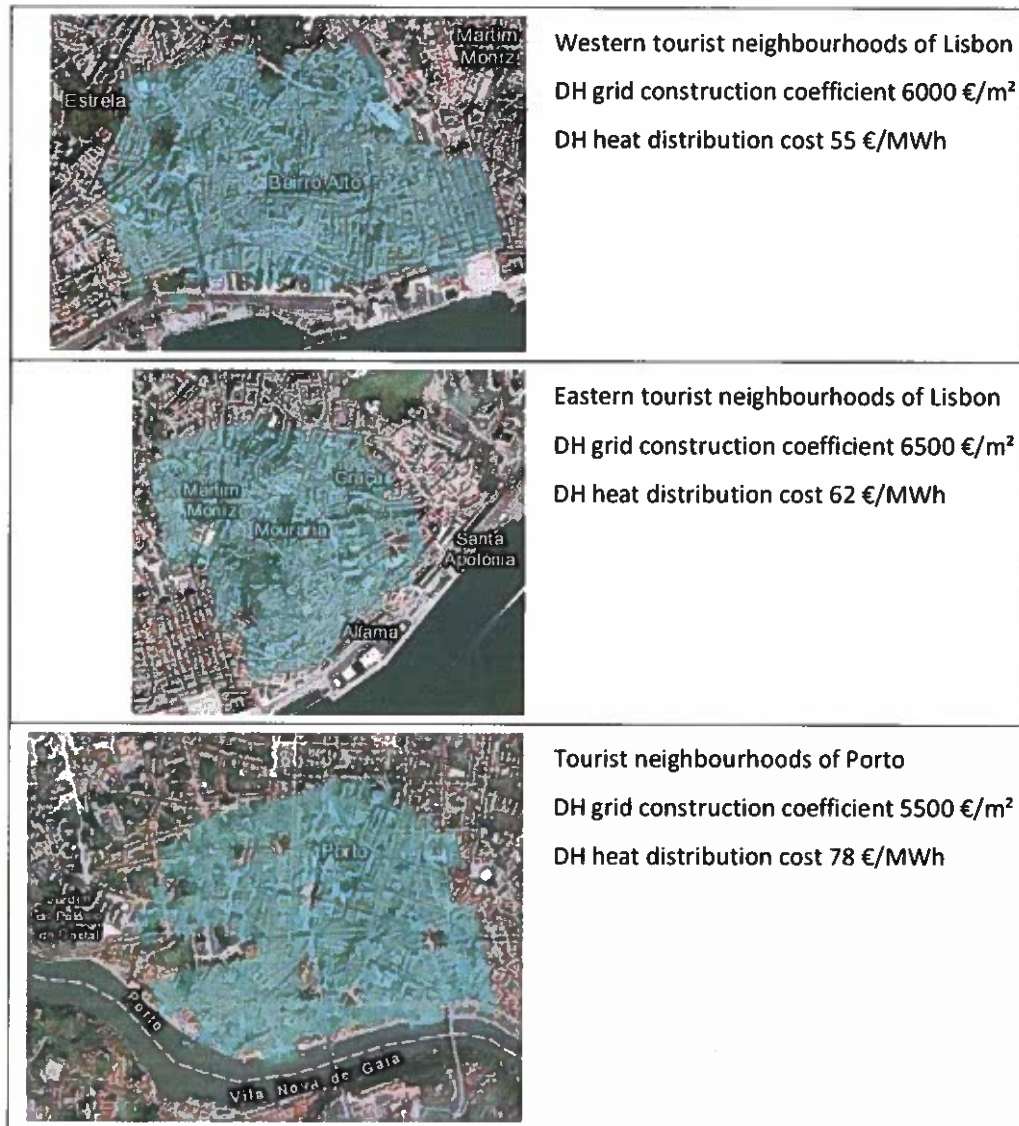 Martim
Moniz
Estrela
Bairro Alto
Western tourist neighbourhoods of Lisbon
DH grid construction coefficient 6000 €/m²
DH heat distribution cost 55 €/MWh
Graça
Martim
Moniz
Mouraria
Santa
Apolónia
Alfama
Eastern tourist neighbourhoods of Lisbon
DH grid construction coefficient 6500 €/m²
DH heat distribution cost 62 €/MWh
Porto
Porto
Vila Nova de Gaia
Tourist neighbourhoods of Porto
DH grid construction coefficient 5500 €/m²
DH heat distribution cost 78 €/MWh